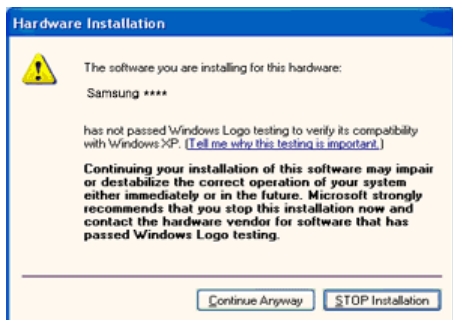 Hardware Installation
The software you are installing for this hardware:
Samsung ****
has not passed Windows Logo testing to verify its compatibility
with Windows XP. (Tell me why this testing is important.)
Continuing your installation of this software may impair
or destabilize the correct operation of your system
either immediately or in the future. Microsoft strongly
recommends that you stop this installation now and
contact the hardware vendor for software that has
passed Windows Logo testing.
Continue Anyway STOP Installation